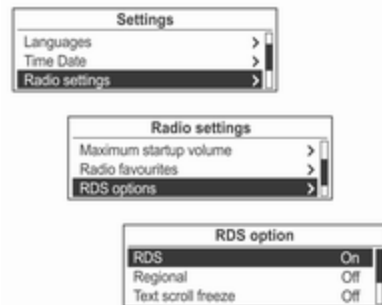 Settings
Languages >
Time Date >
Radio settings >
Radio settings
Maximum startup volume >
Radio favourites >
RDS options >
RDS option
RDS On
Regional Off
Text scroll freeze Off